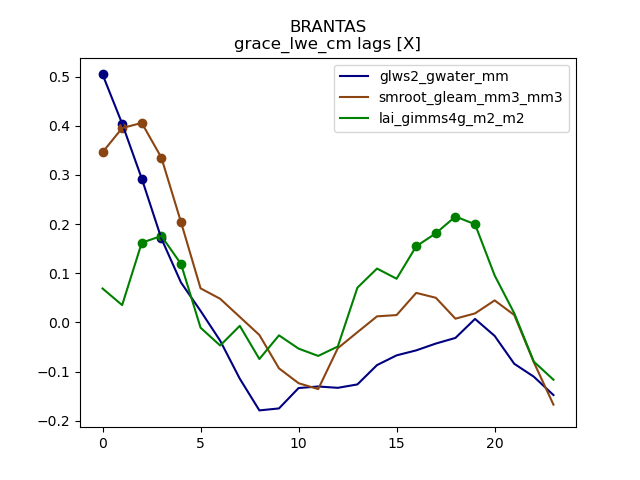 BRANTAS
grace_lwe_cm lags [X]
glws2_gwater_mm
smroot_gleam_mm3_mm3
lai_gimms4g_m2_m2
0.5
0.4
0.3
0.2
0.1
0.0
−0.1
−0.2
0 5 10 15 20